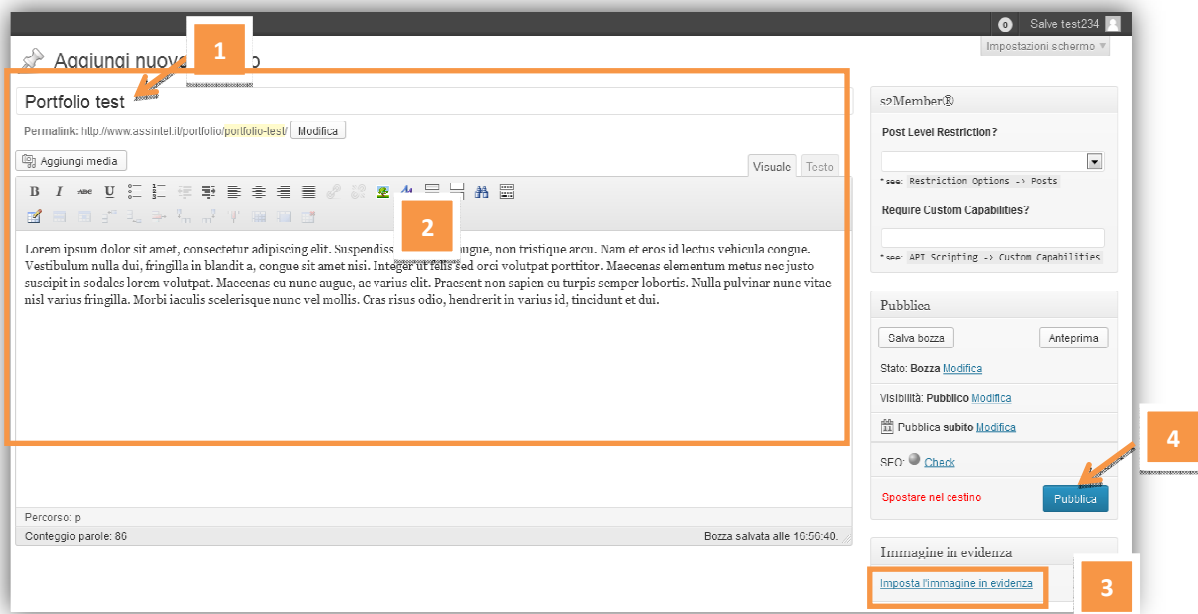 0 Salve test234
Impostazioni schermo
1
Aggiungi nuovo
Portfolio test
Permalink: http://www.assintel.it/portfolio/portfolio-test/ Modifica
Aggiungi media
Visuale Testo
B I ABC U
2
Lorem ipsum dolor sit amet, consectetur adipiscing elit. Suspendiss augue, non tristique arcu. Nam et eros id lectus vehicula congue.
Vestibulum nulla dui, fringilla in blandit a, congue sit amet nisi. Integer ut felis sed orci volutpat porttitor. Maecenas elementum metus nec justo
suscipit in sodales lorem volutpat. Maecenas eu nunc augue, ac varius elit. Praesent non sapien eu turpis semper lobortis. Nulla pulvinar nunc vitae
nisl varius fringilla. Morbi iaculis scelerisque nunc vel mollis. Cras risus odio, hendrerit in varius id, tincidunt et dui.
Percorso: p
Conteggio parole: 86 Bozza salvata alle 16:56:40.
s2Member®
Post Level Restriction?
*see: Restriction Options -> Posts
Require Custom Capabilities?
*see: API Scripting -> Custom Capabilities
Pubblica
Salva bozza Anteprima
Stato: Bozza Modifica
Visibilità: Pubblico Modifica
11 Pubblica subito Modifica
SEO: Check
4
Spostare nel cestino Pubblica
Immagine in evidenza
Imposta l'immagine in evidenza
3